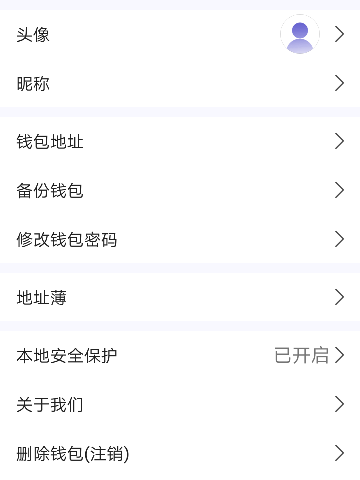 头像
昵称
钱包地址
备份钱包
修改钱包密码
地址薄
本地安全保护 已开启
关于我们
删除钱包(注销)